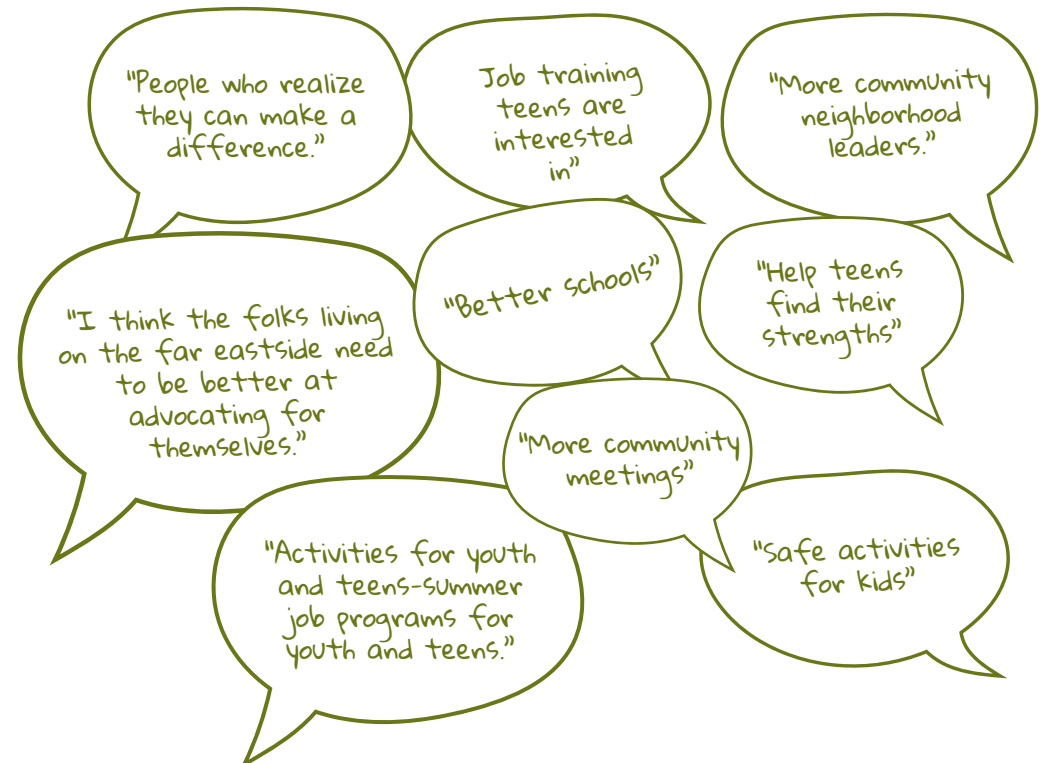 "People who realize
they can make a
difference."
Job training
teens are
interested
in"
"More community
neighborhood
leaders."
"I think the folks living
on the far eastside need
to be better at
advocating for
themselves."
"Better schools"
"Help teens
find their
strengths"
"More community
meetings"
"Activities for youth
and teens-summer
job programs for
youth and teens."
"Safe activities
for kids"